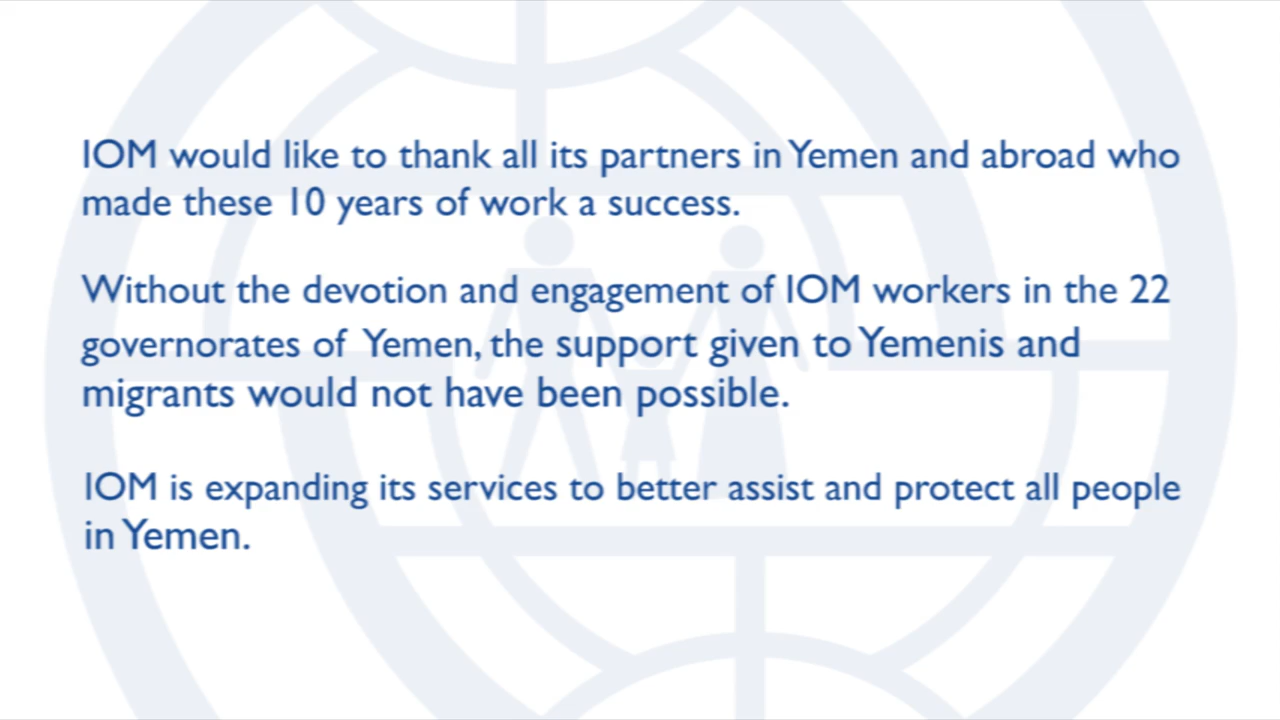 IOM would like to thank all its partners in Yemen and abroad who
made these 10 years of work a success.
Without the devotion and engagement of IOM workers in the 22
governorates of Yemen, the support given to Yemenis and
migrants would not have been possible.
IOM is expanding its services to better assist and protect all people
in Yemen.